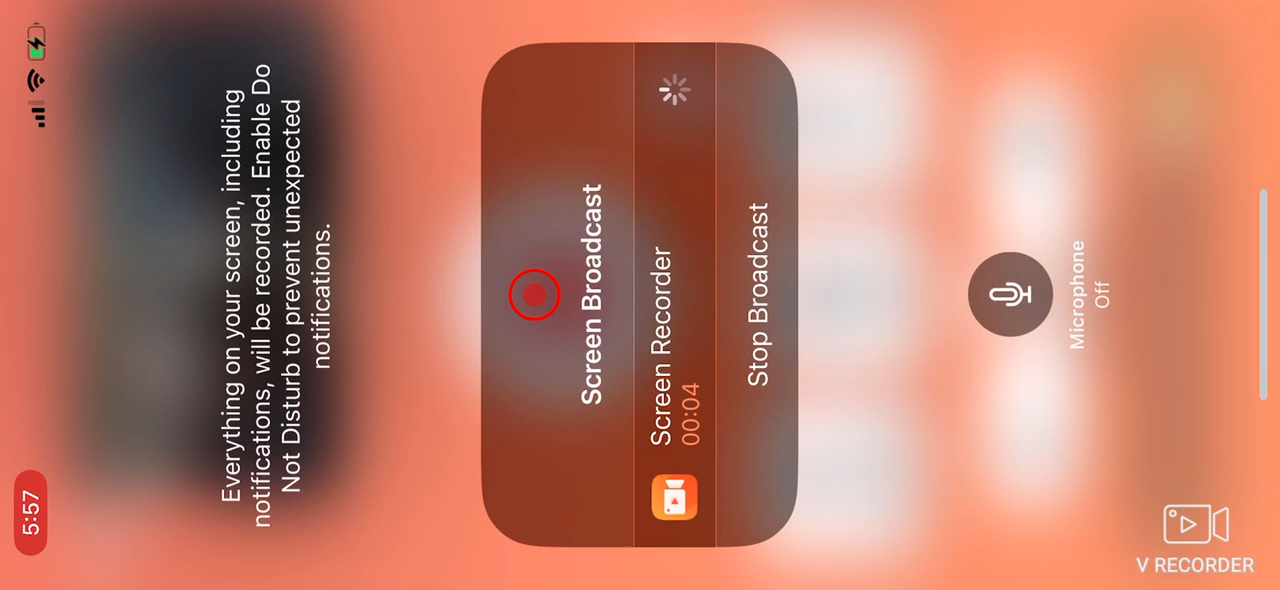 5:57
Everything on your screen, including
notifications, will be recorded. Enable Do
Not Disturb to prevent unexpected
notifications.
Screen Broadcast
Screen Recorder
00:04
Stop Broadcast
Microphone
Off
V RECORDER